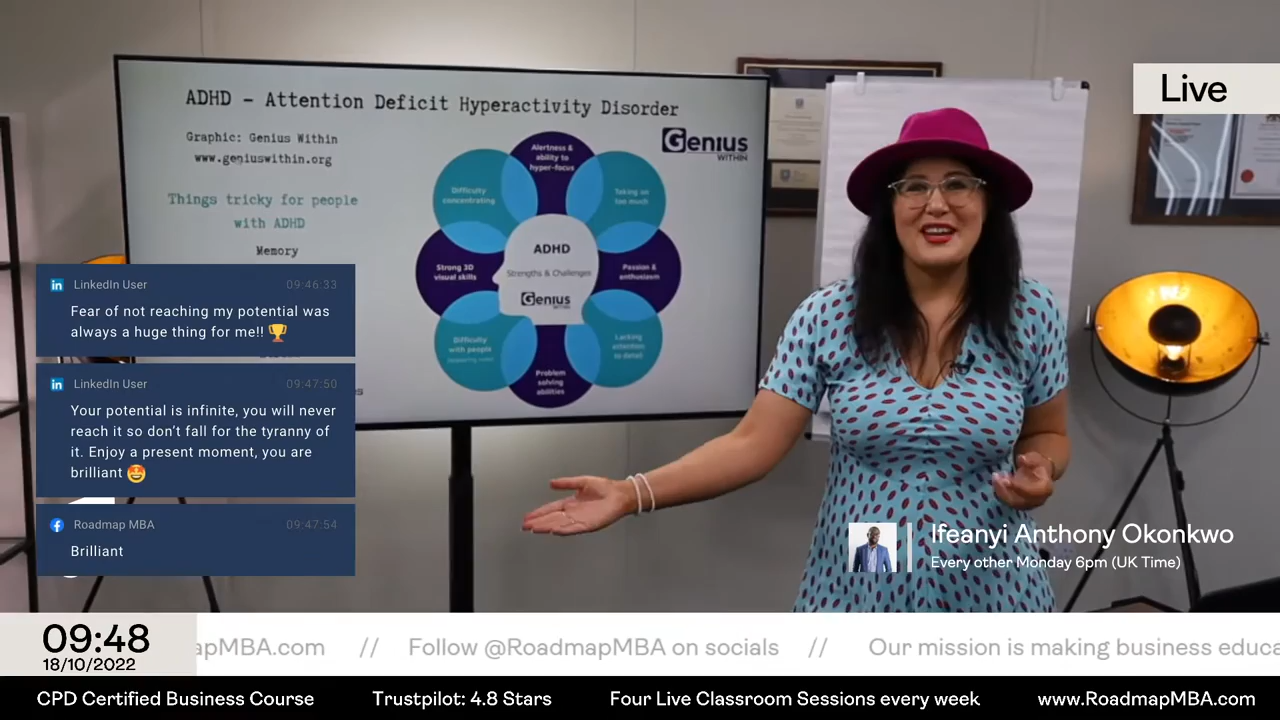 ADHD – Attention Deficit Hyperactivity Disorder
Graphic: Genius Within
www.geniuswithin.org
Things tricky for people
with ADHD
Memory
Genius
WITHIN
Alertness &
ability to
hyper-focus
Difficulty
concentrating
Taking on
too much
ADHD
Strengths & Challenges
Genius
WITHIN
Strong 3D
visual skills
Passion &
enthusiasm
Difficulty
with people
Lacking
attention
to detail
Problem
solving
abilities
Live
LinkedIn User 09:46:33
Fear of not reaching my potential was
always a huge thing for me!! 🏆
LinkedIn User 09:47:50
Your potential is infinite, you will never
reach it so don't fall for the tyranny of
it. Enjoy a present moment, you are
brilliant 🤩
Roadmap MBA 09:47:54
Brilliant
Ifeanyi Anthony Okonkwo
Every other Monday 6pm (UK Time)
09:48
18/10/2022
apMBA.com // Follow @RoadmapMBA on socials // Our mission is making business educa
CPD Certified Business Course Trustpilot: 4.8 Stars Four Live Classroom Sessions every week www.RoadmapMBA.com